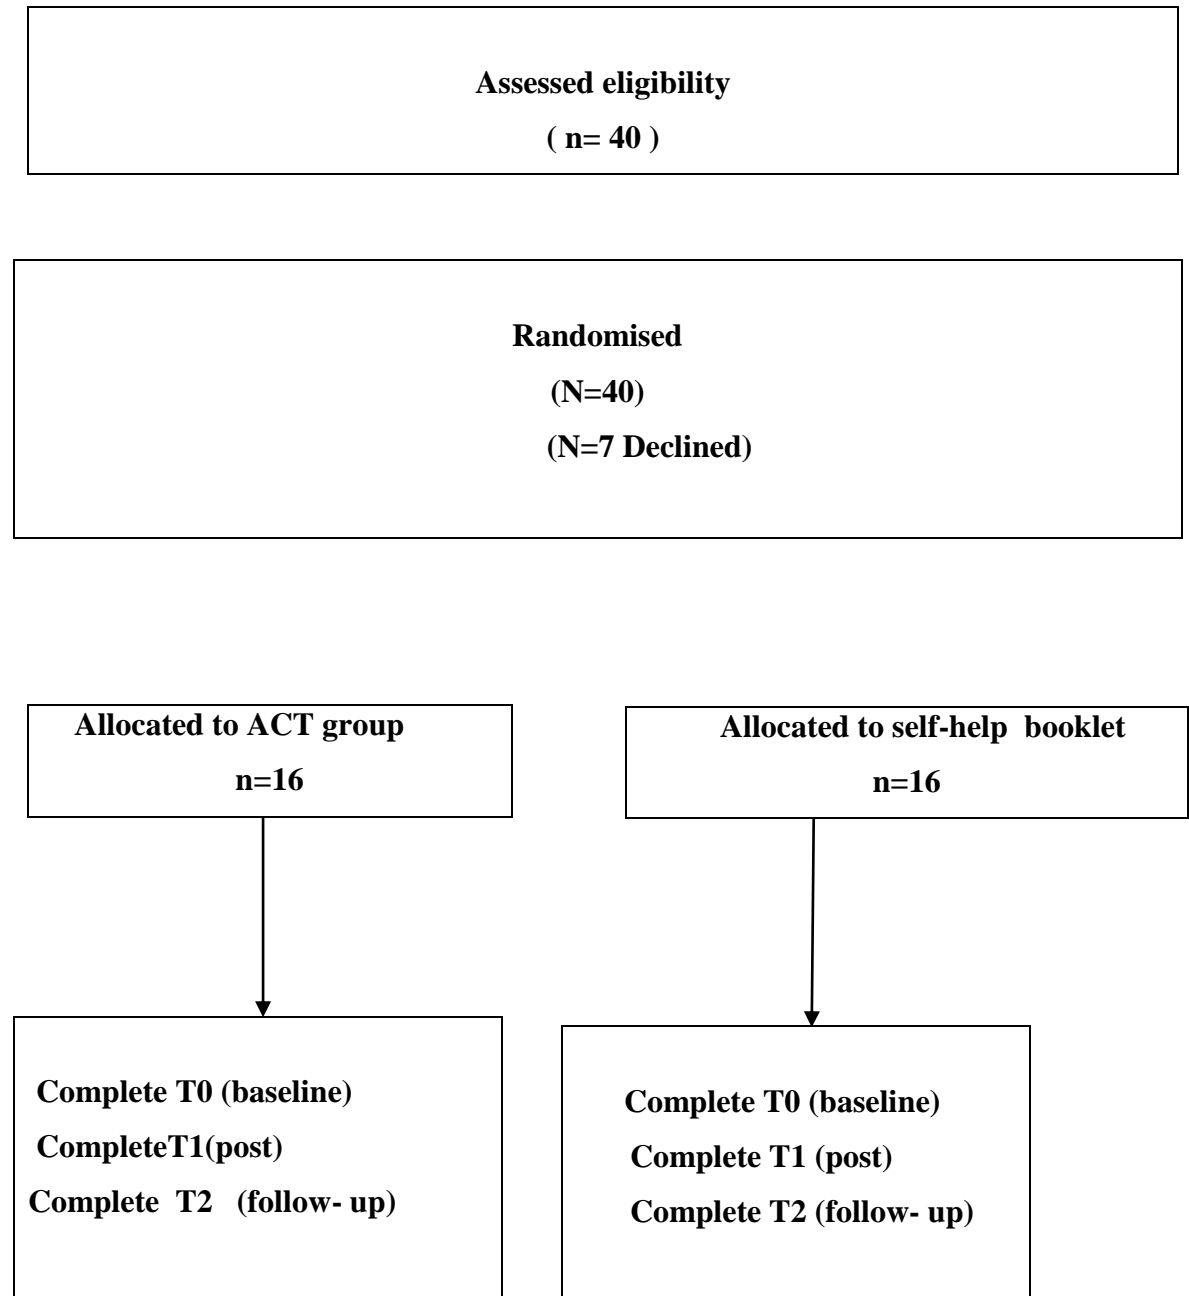 Assessed eligibility
( n= 40 )
Randomised
(N=40)
(N=7 Declined)
Allocated to ACT group
n=16
Allocated to self-help booklet
n=16
Complete T0 (baseline)
CompleteT1(post)
Complete T2 (follow- up)
Complete T0 (baseline)
Complete T1 (post)
Complete T2 (follow- up)